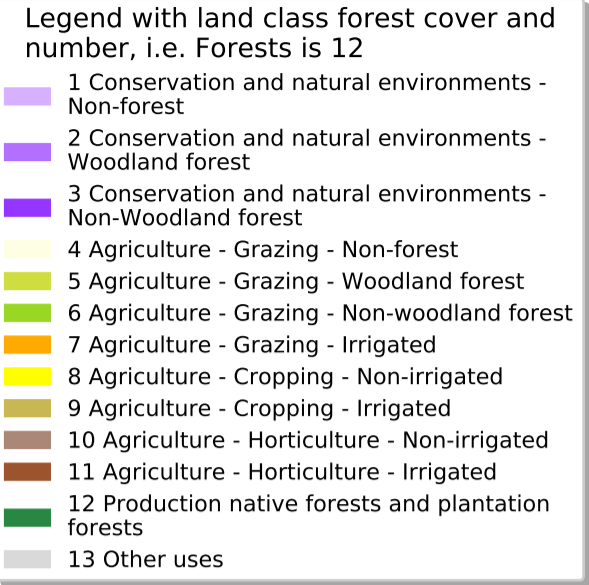 Legend with land class forest cover and
number, i.e. Forests is 12
1 Conservation and natural environments -
Non-forest
2 Conservation and natural environments -
Woodland forest
3 Conservation and natural environments -
Non-Woodland forest
4 Agriculture - Grazing - Non-forest
5 Agriculture - Grazing - Woodland forest
6 Agriculture - Grazing - Non-woodland forest
7 Agriculture - Grazing - Irrigated
8 Agriculture - Cropping - Non-irrigated
9 Agriculture - Cropping - Irrigated
10 Agriculture - Horticulture - Non-irrigated
11 Agriculture - Horticulture - Irrigated
12 Production native forests and plantation
forests
13 Other uses